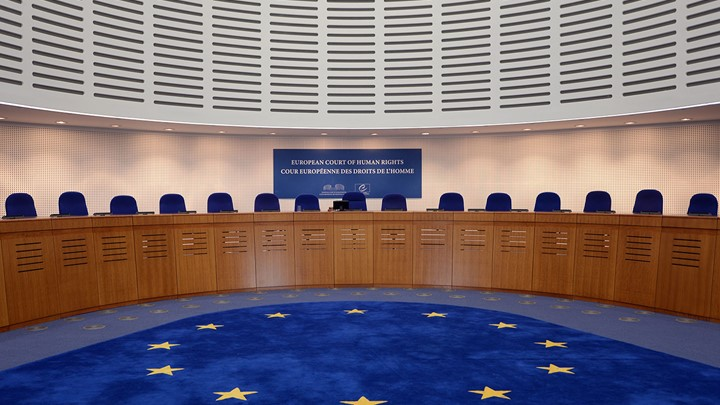 EUROPEAN COURT OF HUMAN RIGHTS
COUR EUROPÉENNE DES DROITS DE L'HOMME